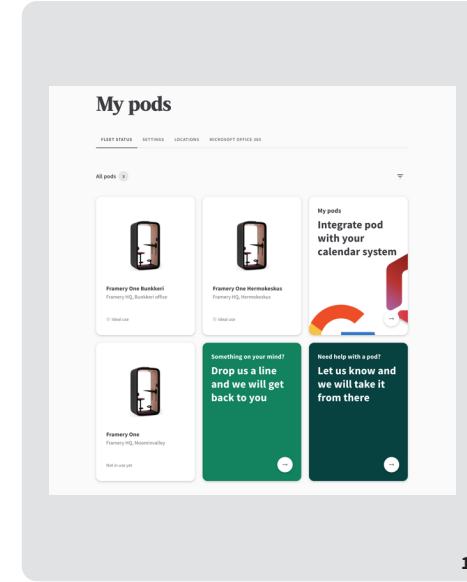 My pods
FLEET STATUS SETTINGS LOCATIONS MICROSOFT OFFICE 365
All pods 3
Framery One Bunkkeri
Framery HQ, Bunkkeri office
Ideal use
Framery One Hermokeskus
Framery HQ, Hermokeskus
Ideal use
My pods
Integrate pod
with your
calendar system
Framery One
Framery HQ, Moominvalley
Not in use yet
Something on your mind?
Drop us a line
and we will get
back to you
Need help with a pod?
Let us know and
we will take it
from there
1